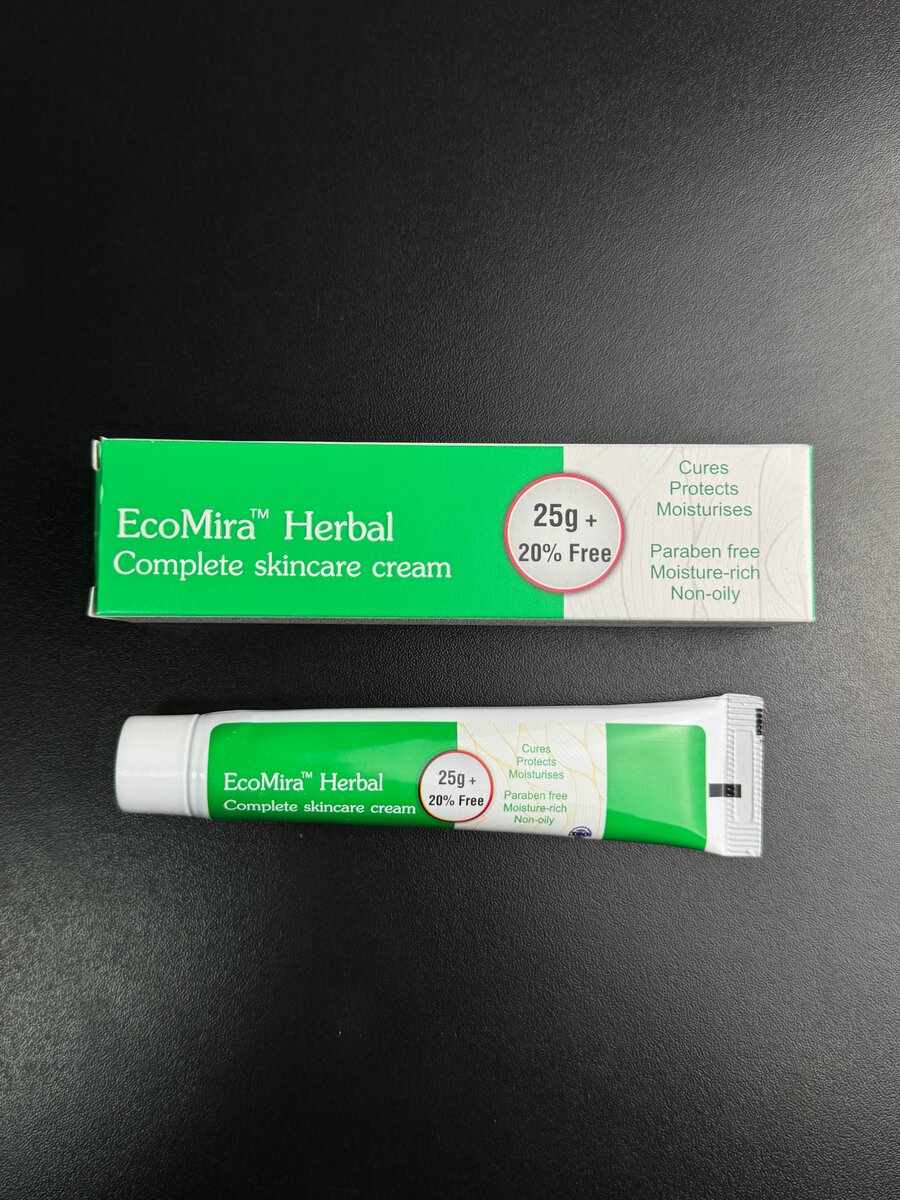 EcoMira™ Herbal
Complete skincare cream
25g +
20% Free
Cures
Protects
Moisturises
Paraben free
Moisture-rich
Non-oily
EcoMira™ Herbal
Complete skincare cream
25g +
20% Free
Cures
Protects
Moisturises
Paraben free
Moisture-rich
Non-oily